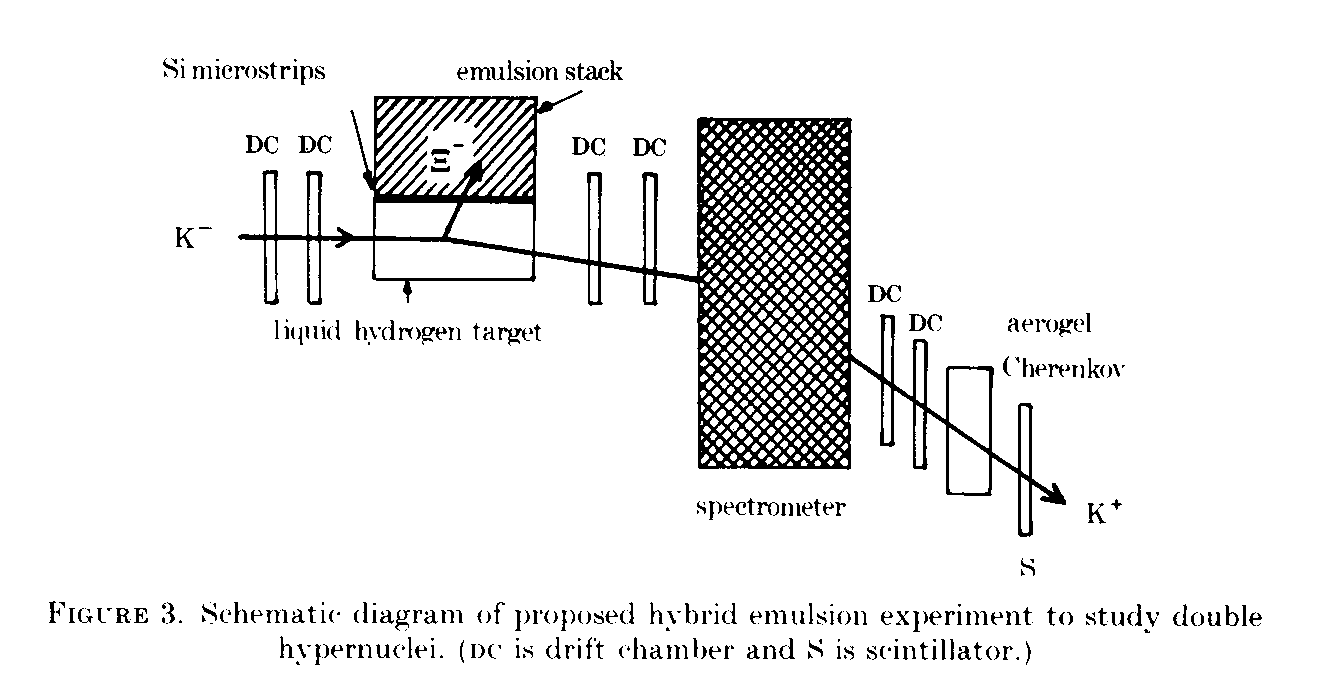 Si microstrips
emulsion stack
DC
DC
DC
DC
Ξ⁻
K⁻
liquid hydrogen target
DC
DC
aerogel
Cherenkov
spectrometer
K⁺
S
FIGURE 3. Schematic diagram of proposed hybrid emulsion experiment to study double
hypernuclei. (DC is drift chamber and S is scintillator.)